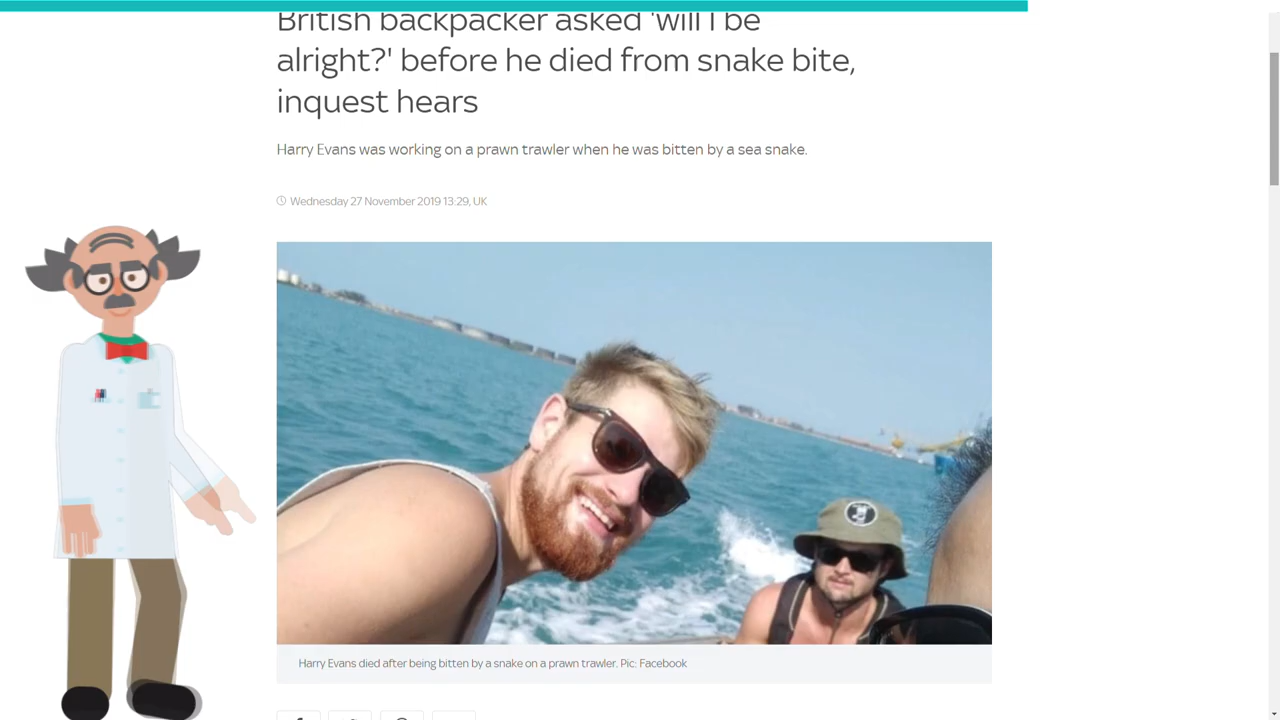 British backpacker asked 'will I be
alright?' before he died from snake bite,
inquest hears
Harry Evans was working on a prawn trawler when he was bitten by a sea snake.
Wednesday 27 November 2019 13:29, UK
Harry Evans died after being bitten by a snake on a prawn trawler. Pic: Facebook